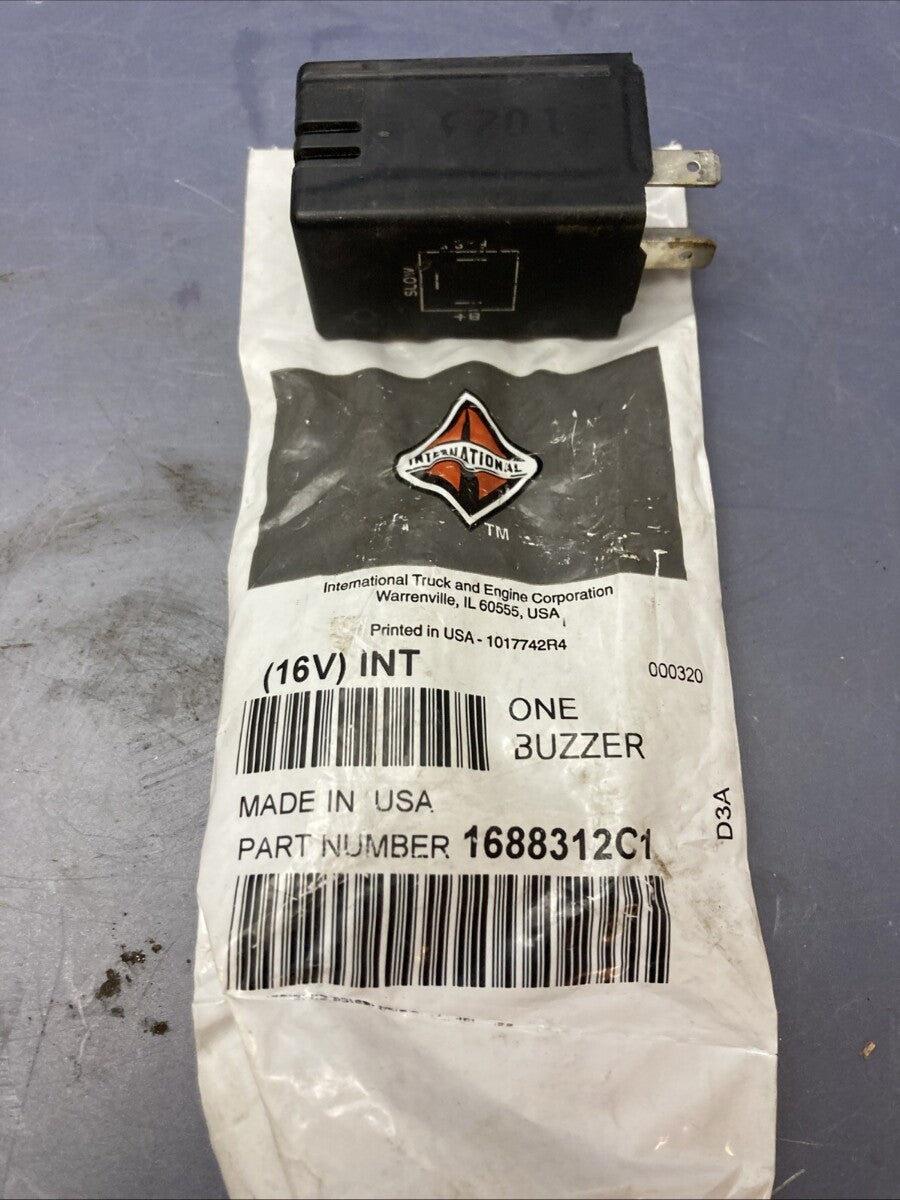 SLOW
INTERNATIONAL
TM
International Truck and Engine Corporation
Warrenville, IL 60555, USA
Printed in USA - 1017742R4
(16V) INT
000320
ONE
BUZZER
MADE IN USA
D3A
PART NUMBER 1688312C1